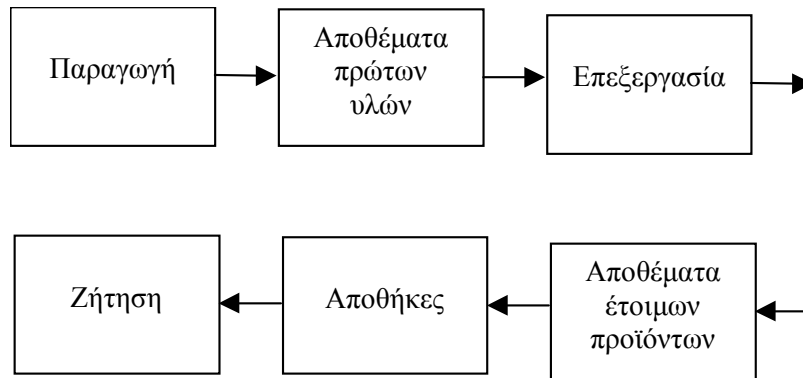 Παραγωγή
Αποθέματα
πρώτων
υλών
Επεξεργασία
Ζήτηση
Αποθήκες
Αποθέματα
έτοιμων
προϊόντων